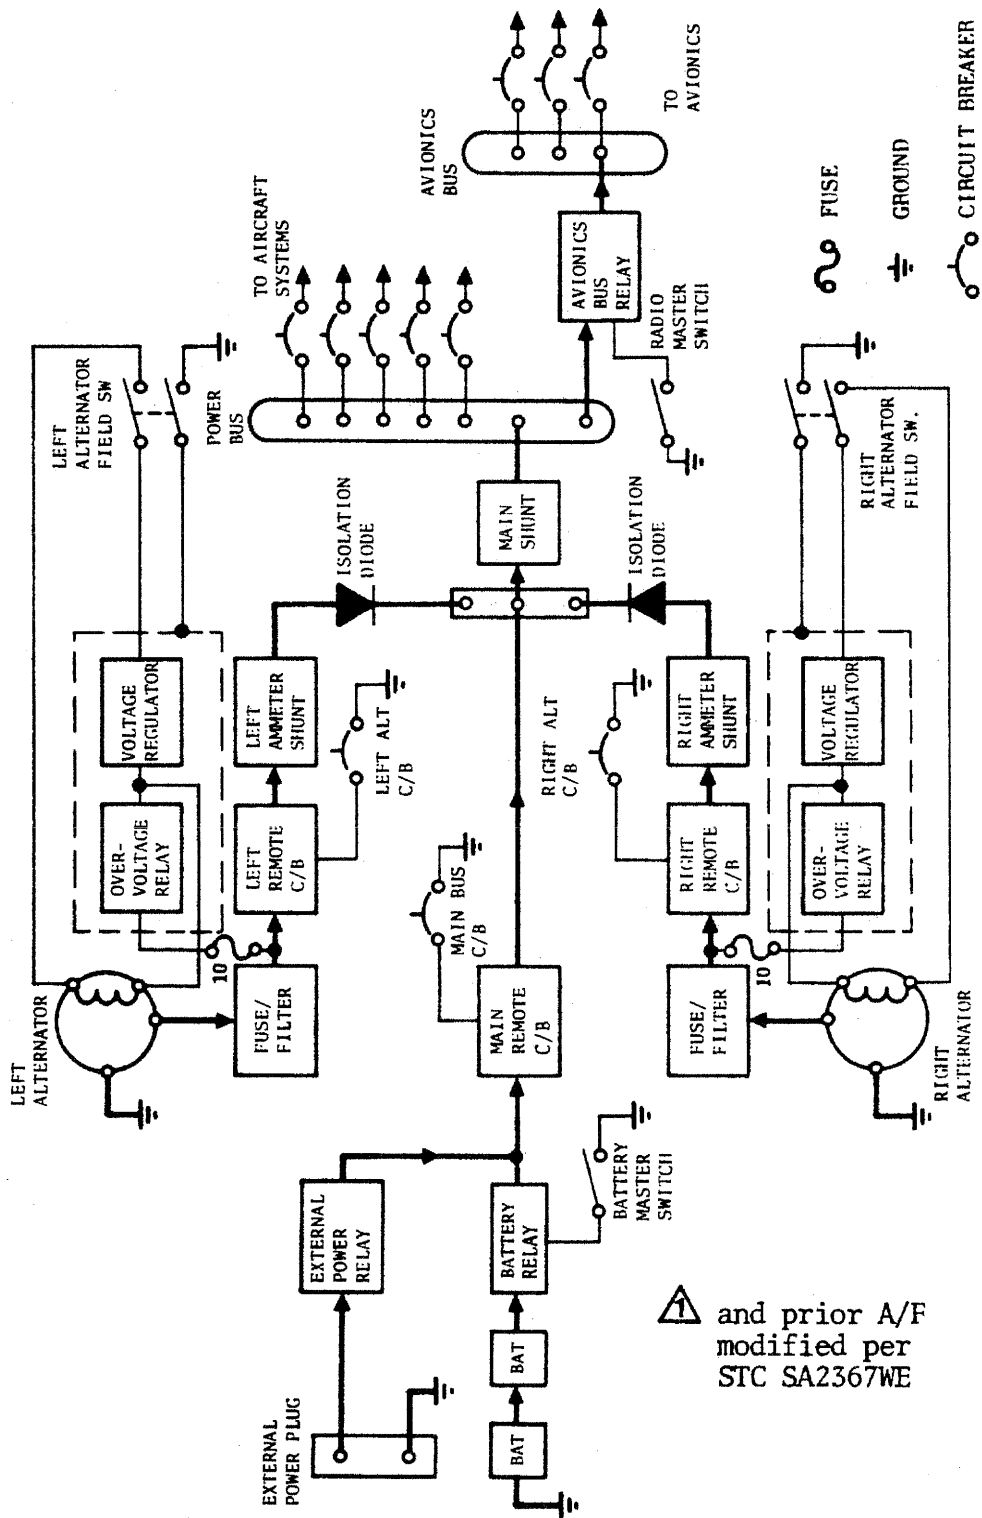 LEFT
ALTERNATOR
LEFT
ALTERNATOR
FIELD SW
OVER-
VOLTAGE
RELAY
VOLTAGE
REGULATOR
10
FUSE/
FILTER
LEFT
REMOTE
C/B
LEFT
AMMETER
SHUNT
LEFT ALT
C/B
ISOLATION
DIODE
POWER
BUS
TO AIRCRAFT
SYSTEMS
AVIONICS
BUS
TO
AVIONICS
EXTERNAL
POWER PLUG
EXTERNAL
POWER
RELAY
BAT
BAT
BATTERY
RELAY
BATTERY
MASTER
SWITCH
MAIN
REMOTE
C/B
MAIN BUS
C/B
MAIN
SHUNT
AVIONICS
BUS
RELAY
RADIO
MASTER
SWITCH
RIGHT ALT
C/B
ISOLATION
DIODE
FUSE/
FILTER
RIGHT
REMOTE
C/B
RIGHT
AMMETER
SHUNT
10
OVER-
VOLTAGE
RELAY
VOLTAGE
REGULATOR
RIGHT
ALTERNATOR
FIELD SW.
RIGHT
ALTERNATOR
FUSE
GROUND
CIRCUIT BREAKER
1 and prior A/F
modified per
STC SA2367WE